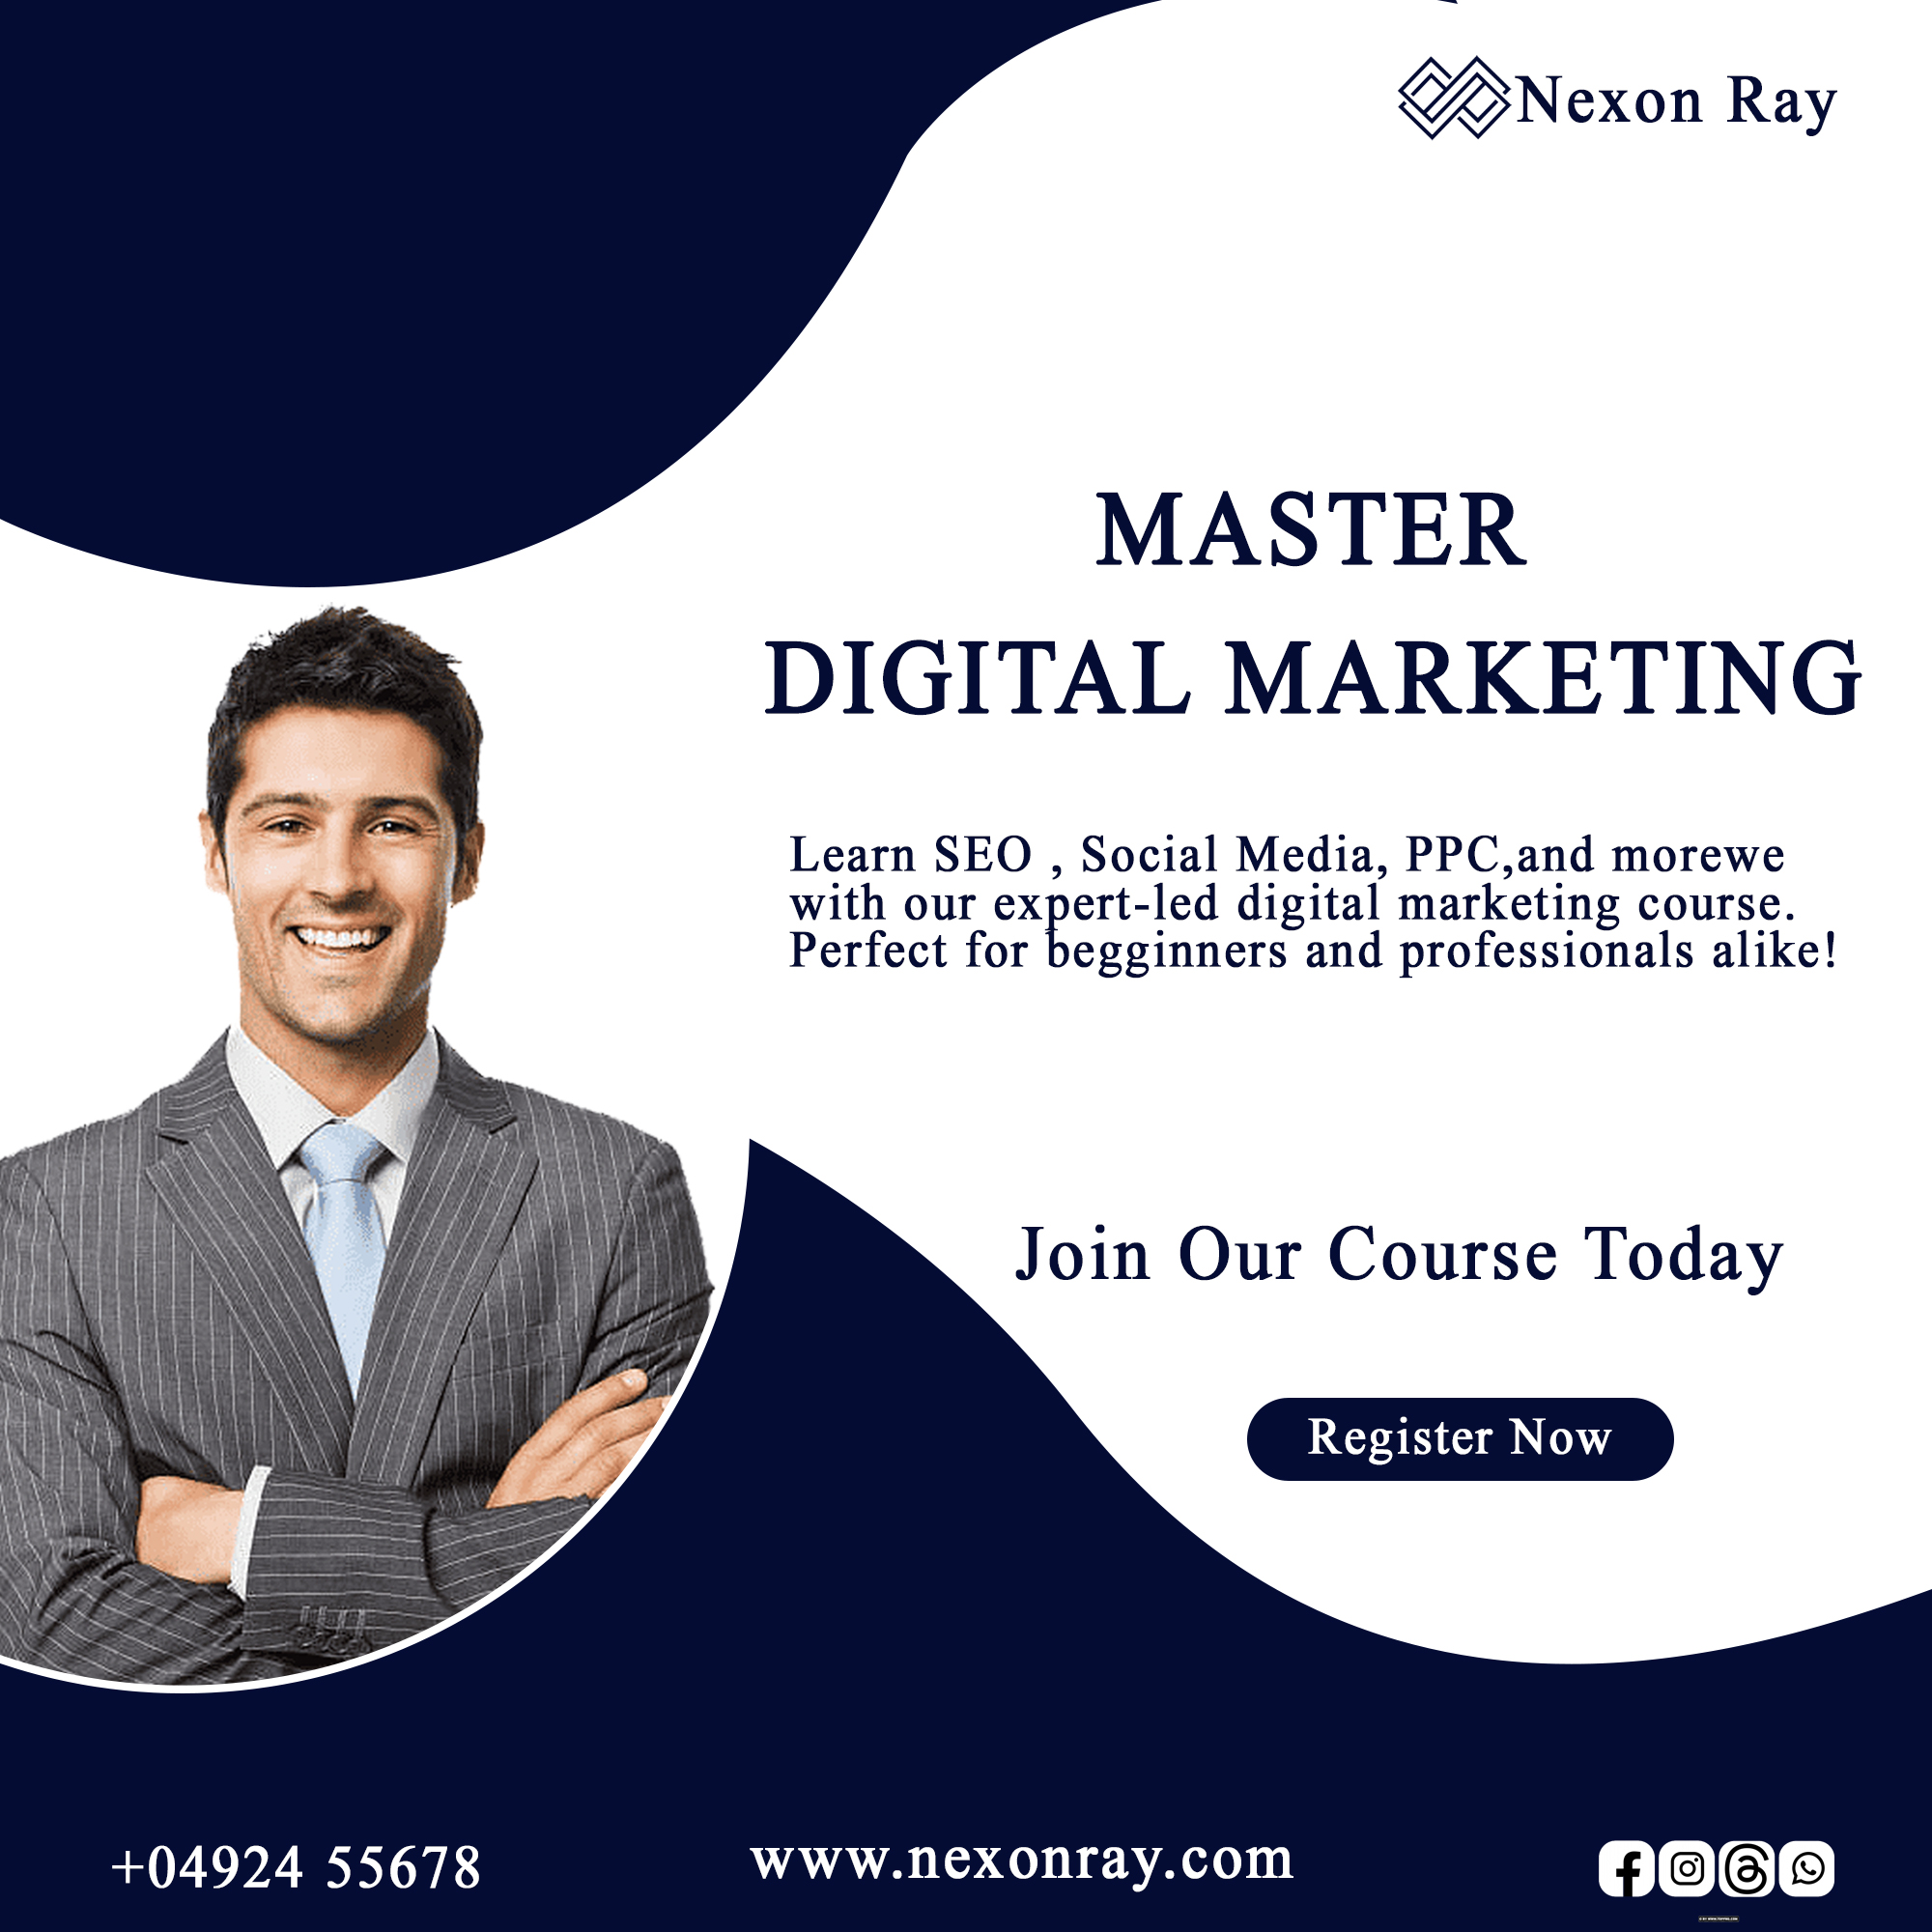 Nexon Ray
MASTER
DIGITAL MARKETING
Learn SEO , Social Media, PPC,and morewe
with our expert-led digital marketing course.
Perfect for begginners and professionals alike!
Join Our Course Today
Register Now
+04924 55678
www.nexonray.com